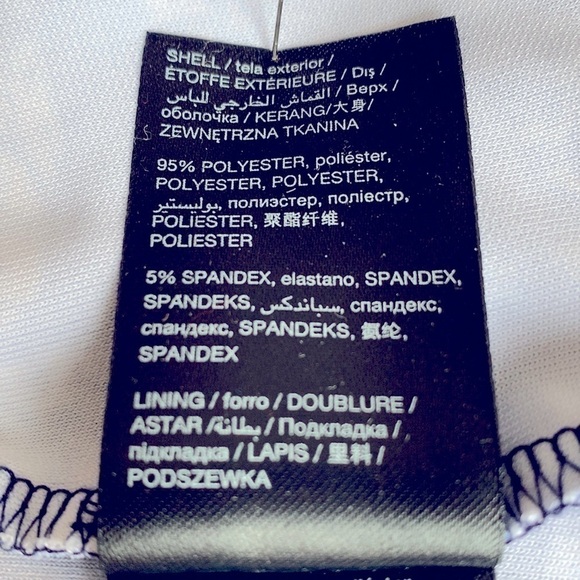 SHELL / tela exterior /
ÉTOFFE EXTÉRIEURE / Dış /
القماش الخارجي للباس / Верх /
оболочка / KERANG/大身/
ZEWNĘTRZNA TKANINA
95% POLYESTER, poliéster,
POLYESTER, POLYESTER,
بوليستير, полиэстер, поліестр,
POLIESTER, 聚酯纤维,
POLIESTER
5% SPANDEX, elastano, SPANDEX,
SPANDEKS, سباندكس, спандекс,
спандекс, SPANDEKS, 氨纶,
SPANDEX
LINING / forro / DOUBLURE /
ASTAR /بطانة / Подкладка /
підкладка / LAPIS / 里料 /
PODSZEWKA